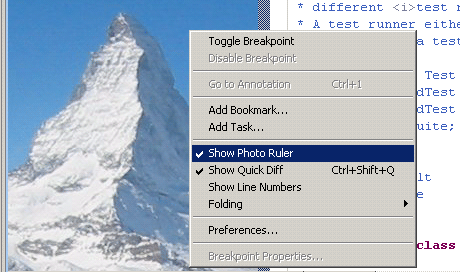 * different <i>test r
* A test runner eithe
a tes
Toggle Breakpoint
Disable Breakpoint
Go to Annotation Ctrl+1
Test
dTest
Add Bookmark...
dTest
Add Task...
uite;
Show Photo Ruler
Show Quick Diff Ctrl+Shift+Q
lt
Show Line Numbers
e
Folding
Preferences...
class
Breakpoint Properties...